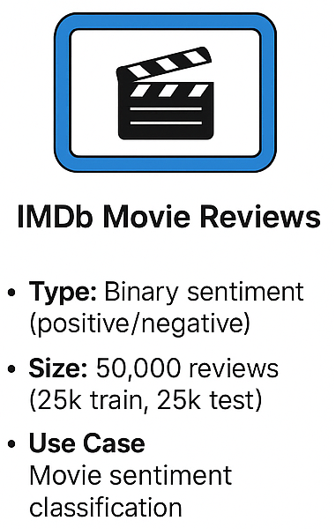 IMDb Movie Reviews
• Type: Binary sentiment
(positive/negative)
• Size: 50,000 reviews
(25k train, 25k test)
• Use Case
Movie sentiment
classification